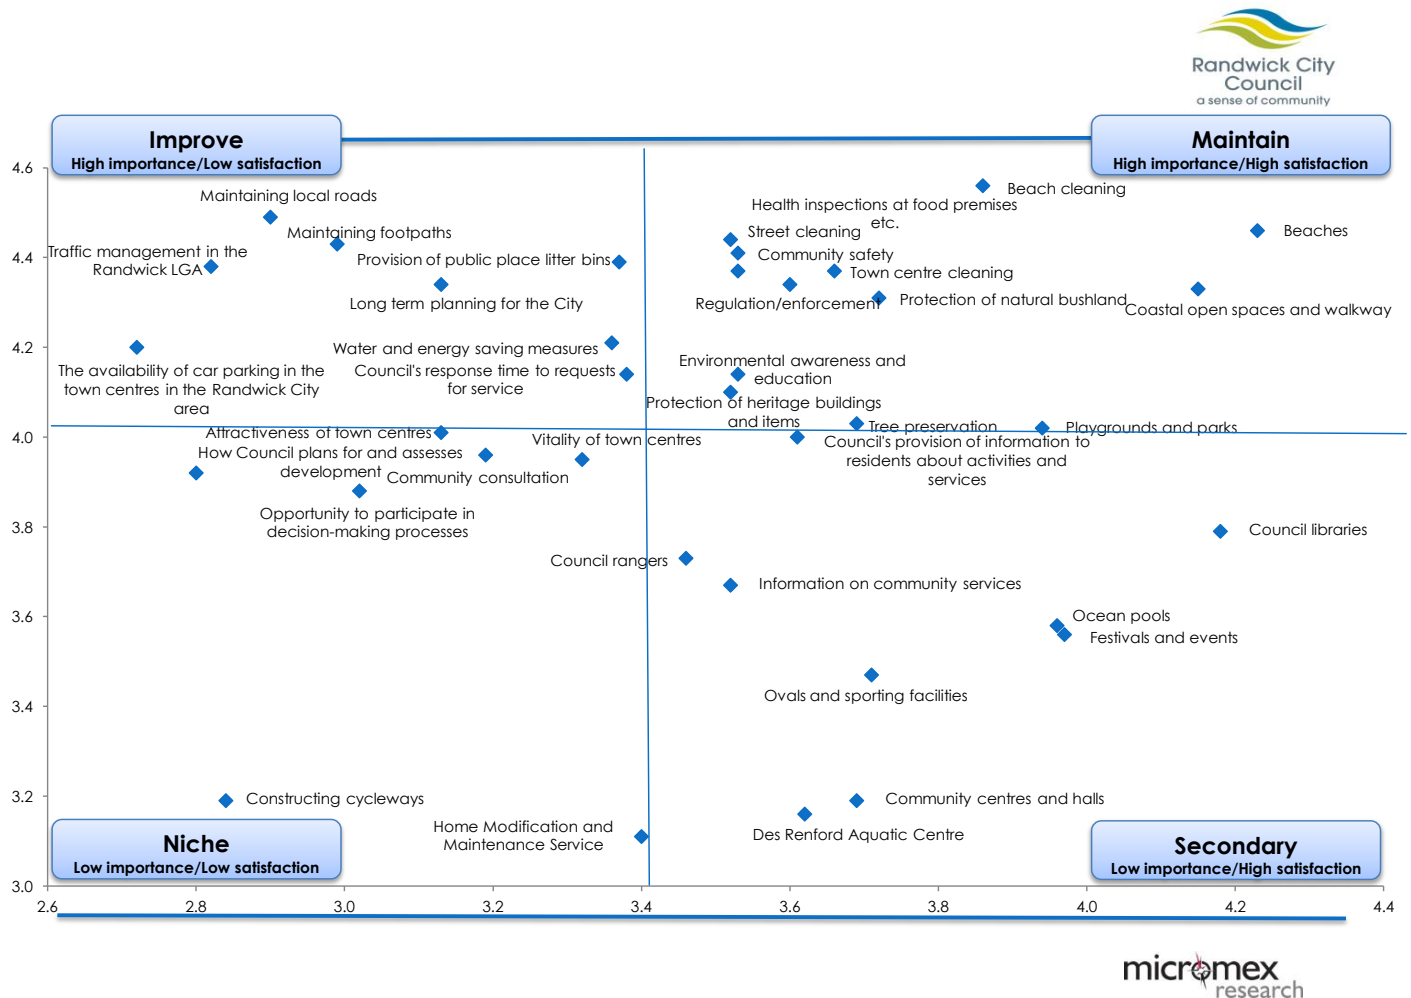 Randwick City
Council
a sense of community
Improve
High importance/Low satisfaction
Maintain
High importance/High satisfaction
4.6
Maintaining local roads
Beach cleaning
Health inspections at food premises
etc.
Maintaining footpaths
Street cleaning
Beaches
Traffic management in the
Randwick LGA
4.4
Provision of public place litter bins
Community safety
Town centre cleaning
Long term planning for the City
Regulation/enforcement
Protection of natural bushland
Coastal open spaces and walkway
4.2
Water and energy saving measures
The availability of car parking in the
town centres in the Randwick City
area
Council's response time to requests
for service
Environmental awareness and
education
Protection of heritage buildings
and items
4.0
Attractiveness of town centres
Vitality of town centres
Tree preservation
Playgrounds and parks
How Council plans for and assesses
development
Community consultation
Council's provision of information to
residents about activities and
services
Opportunity to participate in
decision-making processes
3.8
Council libraries
Council rangers
Information on community services
3.6
Ocean pools
Festivals and events
Ovals and sporting facilities
3.4
3.2
Constructing cycleways
Community centres and halls
Home Modification and
Maintenance Service
Des Renford Aquatic Centre
Niche
Low importance/Low satisfaction
Secondary
Low importance/High satisfaction
3.0
2.6
2.8
3.0
3.2
3.4
3.6
3.8
4.0
4.2
4.4
micromex
research